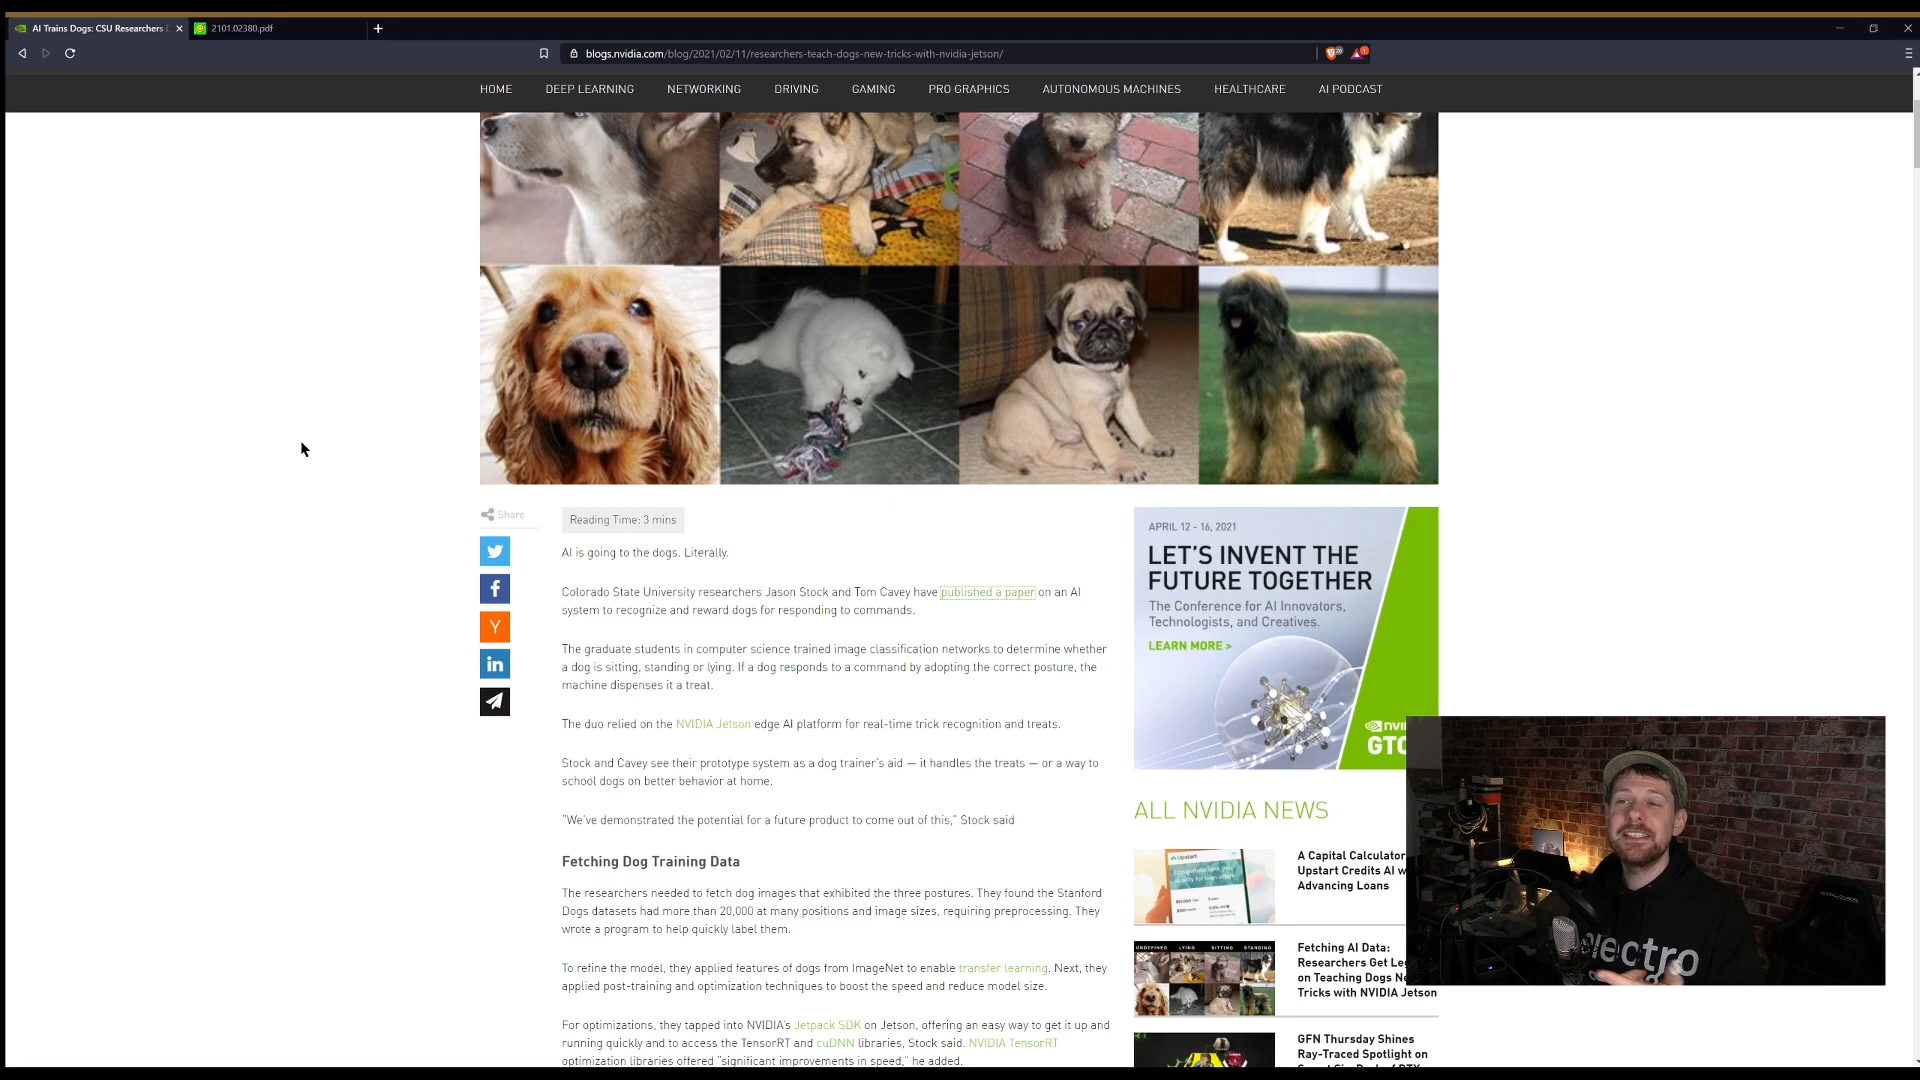 AI Trains Dogs: CSU Researchers
2101.02380.pdf
blogs.nvidia.com/blog/2021/02/11/researchers-teach-dogs-new-tricks-with-nvidia-jetson/
HOME DEEP LEARNING NETWORKING DRIVING GAMING PRO GRAPHICS AUTONOMOUS MACHINES HEALTHCARE AI PODCAST
Share
Reading Time: 3 mins
AI is going to the dogs. Literally.
Colorado State University researchers Jason Stock and Tom Cavey have published a paper on an AI
system to recognize and reward dogs for responding to commands.
The graduate students in computer science trained image classification networks to determine whether
a dog is sitting, standing or lying. If a dog responds to a command by adopting the correct posture, the
machine dispenses it a treat.
The duo relied on the NVIDIA Jetson edge AI platform for real-time trick recognition and treats.
Stock and Cavey see their prototype system as a dog trainer's aid — it handles the treats — or a way to
school dogs on better behavior at home.
"We've demonstrated the potential for a future product to come out of this," Stock said
Fetching Dog Training Data
The researchers needed to fetch dog images that exhibited the three postures. They found the Stanford
Dogs datasets had more than 20,000 at many positions and image sizes, requiring preprocessing. They
wrote a program to help quickly label them.
To refine the model, they applied features of dogs from ImageNet to enable transfer learning. Next, they
applied post-training and optimization techniques to boost the speed and reduce model size.
For optimizations, they tapped into NVIDIA's Jetpack SDK on Jetson, offering an easy way to get it up and
running quickly and to access the TensorRT and cuDNN libraries, Stock said. NVIDIA TensorRT
optimization libraries offered "significant improvements in speed," he added.
APRIL 12 - 16, 2021
LET'S INVENT THE
FUTURE TOGETHER
The Conference for AI Innovators,
Technologists, and Creatives.
LEARN MORE >
GTC
ALL NVIDIA NEWS
Upstart
A Capital Calculator
Upstart Credits AI w
Advancing Loans
UNDEFINED LYING SITTING STANDING
Fetching AI Data:
Researchers Get Le
on Teaching Dogs Ne
Tricks with NVIDIA Jetson
GFN Thursday Shines
Ray-Traced Spotlight on
electro